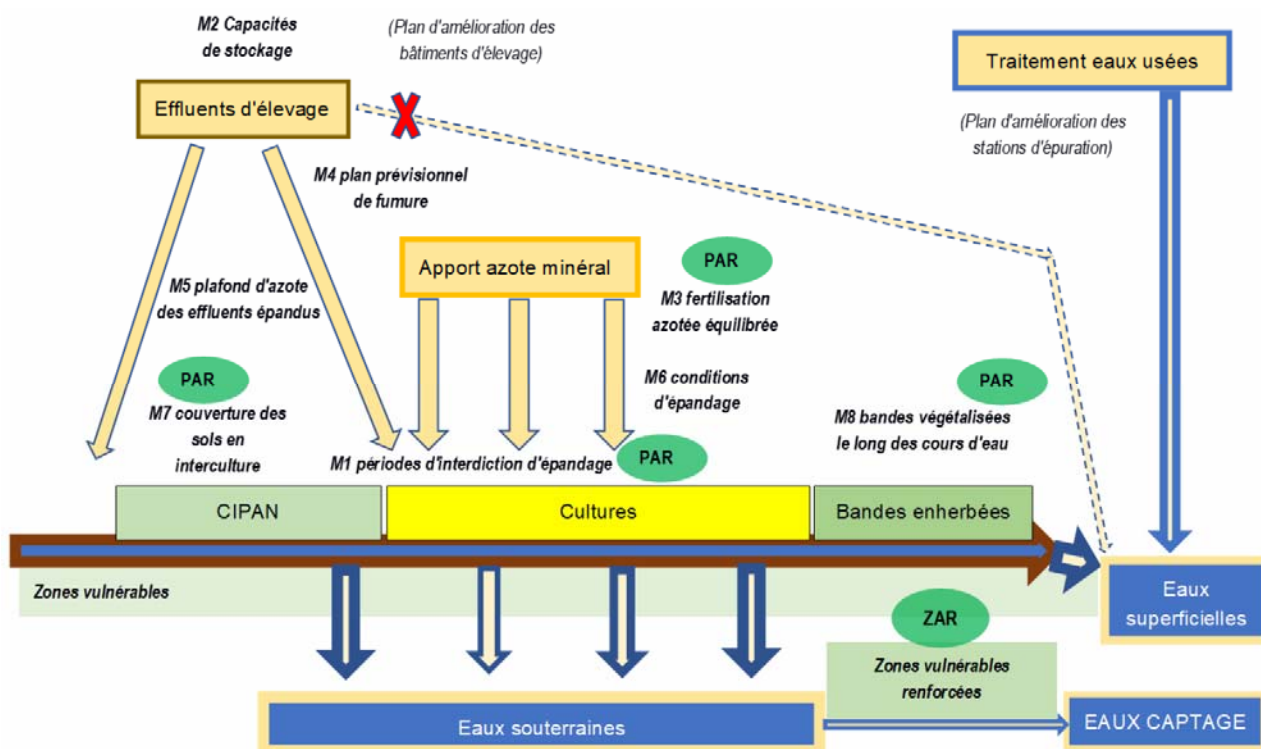 M2 Capacités
de stockage
(Plan d'amélioration des
bâtiments d'élevage)
Traitement eaux usées
Effluents d'élevage
(Plan d'amélioration des
stations d'épuration)
M4 plan prévisionnel
de fumure
Apport azote minéral
PAR
M3 fertilisation
azotée équilibrée
M5 plafond d'azote
des effluents épandus
PAR
M7 couverture des
sols en
interculture
M6 conditions
d'épandage
PAR
M8 bandes végétalisées
le long des cours d'eau
M1 périodes d'interdiction d'épandage
PAR
CIPAN
Cultures
Bandes enherbées
Zones vulnérables
Eaux
superficielles
ZAR
Zones vulnérables
renforcées
Eaux souterraines
EAUX CAPTAGE